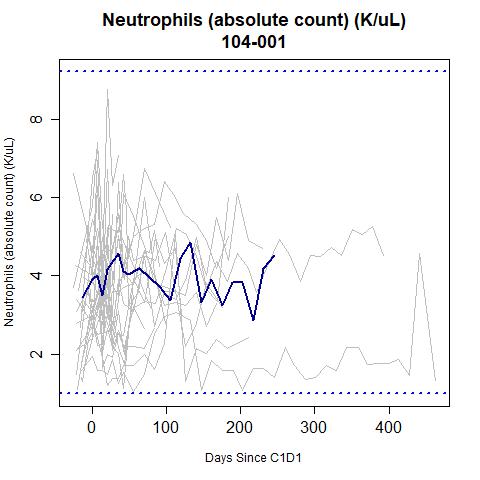 Neutrophils (absolute count) (K/uL)
104-001
Neutrophils (absolute count) (K/uL)
8
6
4
2
0 100 200 300 400
Days Since C1D1